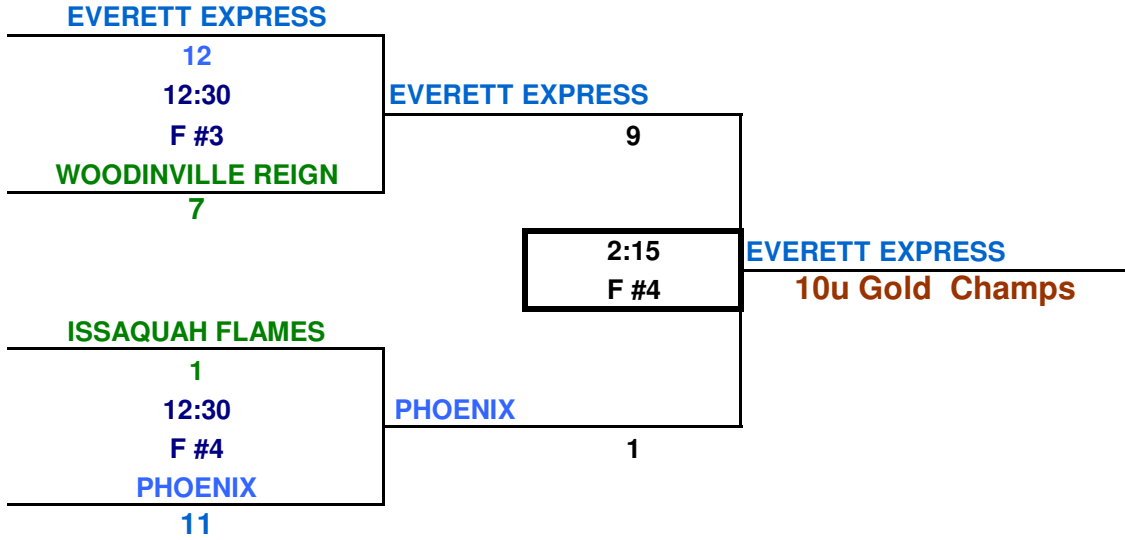 EVERETT EXPRESS
12
12:30
F #3
WOODINVILLE REIGN
7
EVERETT EXPRESS
9
2:15
F #4
EVERETT EXPRESS
10u Gold  Champs
ISSAQUAH FLAMES
1
12:30
F #4
PHOENIX
11
PHOENIX
1